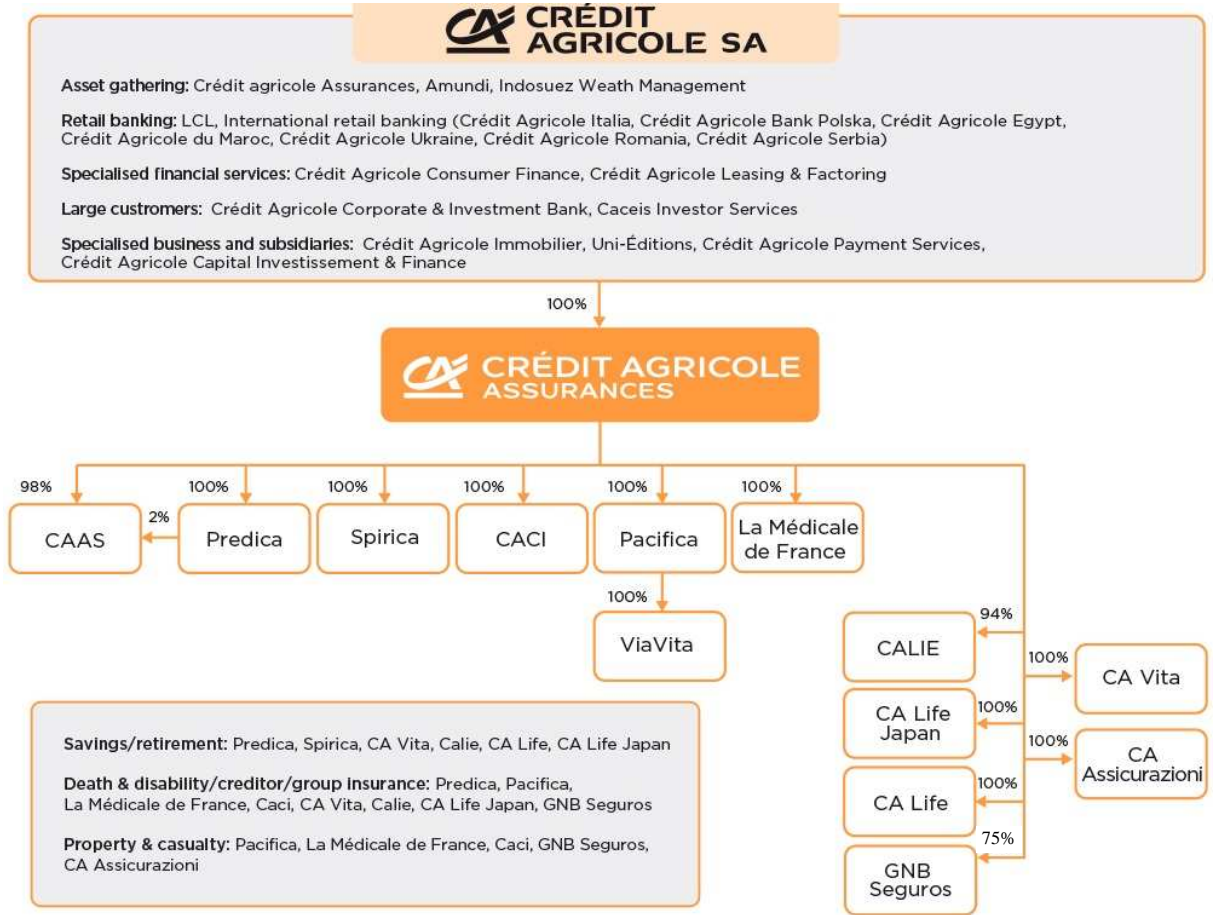 CRÉDIT
AGRICOLE SA
Asset gathering: Crédit agricole Assurances, Amundi, Indosuez Weath Management
Retail banking: LCL, International retail banking (Crédit Agricole Italia, Crédit Agricole Bank Polska, Crédit Agricole Egypt,
Crédit Agricole du Maroc, Crédit Agricole Ukraine, Crédit Agricole Romania, Crédit Agricole Serbia)
Specialised financial services: Crédit Agricole Consumer Finance, Crédit Agricole Leasing & Factoring
Large custromers: Crédit Agricole Corporate & Investment Bank, Caceis Investor Services
Specialised business and subsidiaries: Crédit Agricole Immobilier, Uni-Éditions, Crédit Agricole Payment Services,
Crédit Agricole Capital Investissement & Finance
100%
CRÉDIT AGRICOLE
ASSURANCES
98%
100%
100%
100%
100%
100%
CAAS
2%
Predica
Spirica
CACI
Pacifica
La Médicale
de France
100%
ViaVita
94%
CALIE
100%
CA Vita
100%
CA Life
Japan
100%
CA
Assicurazioni
100%
CA Life
75%
GNB
Seguros
Savings/retirement: Predica, Spirica, CA Vita, Calie, CA Life, CA Life Japan
Death & disability/creditor/group insurance: Predica, Pacifica,
La Médicale de France, Caci, CA Vita, Calie, CA Life Japan, GNB Seguros
Property & casualty: Pacifica, La Médicale de France, Caci, GNB Seguros,
CA Assicurazioni